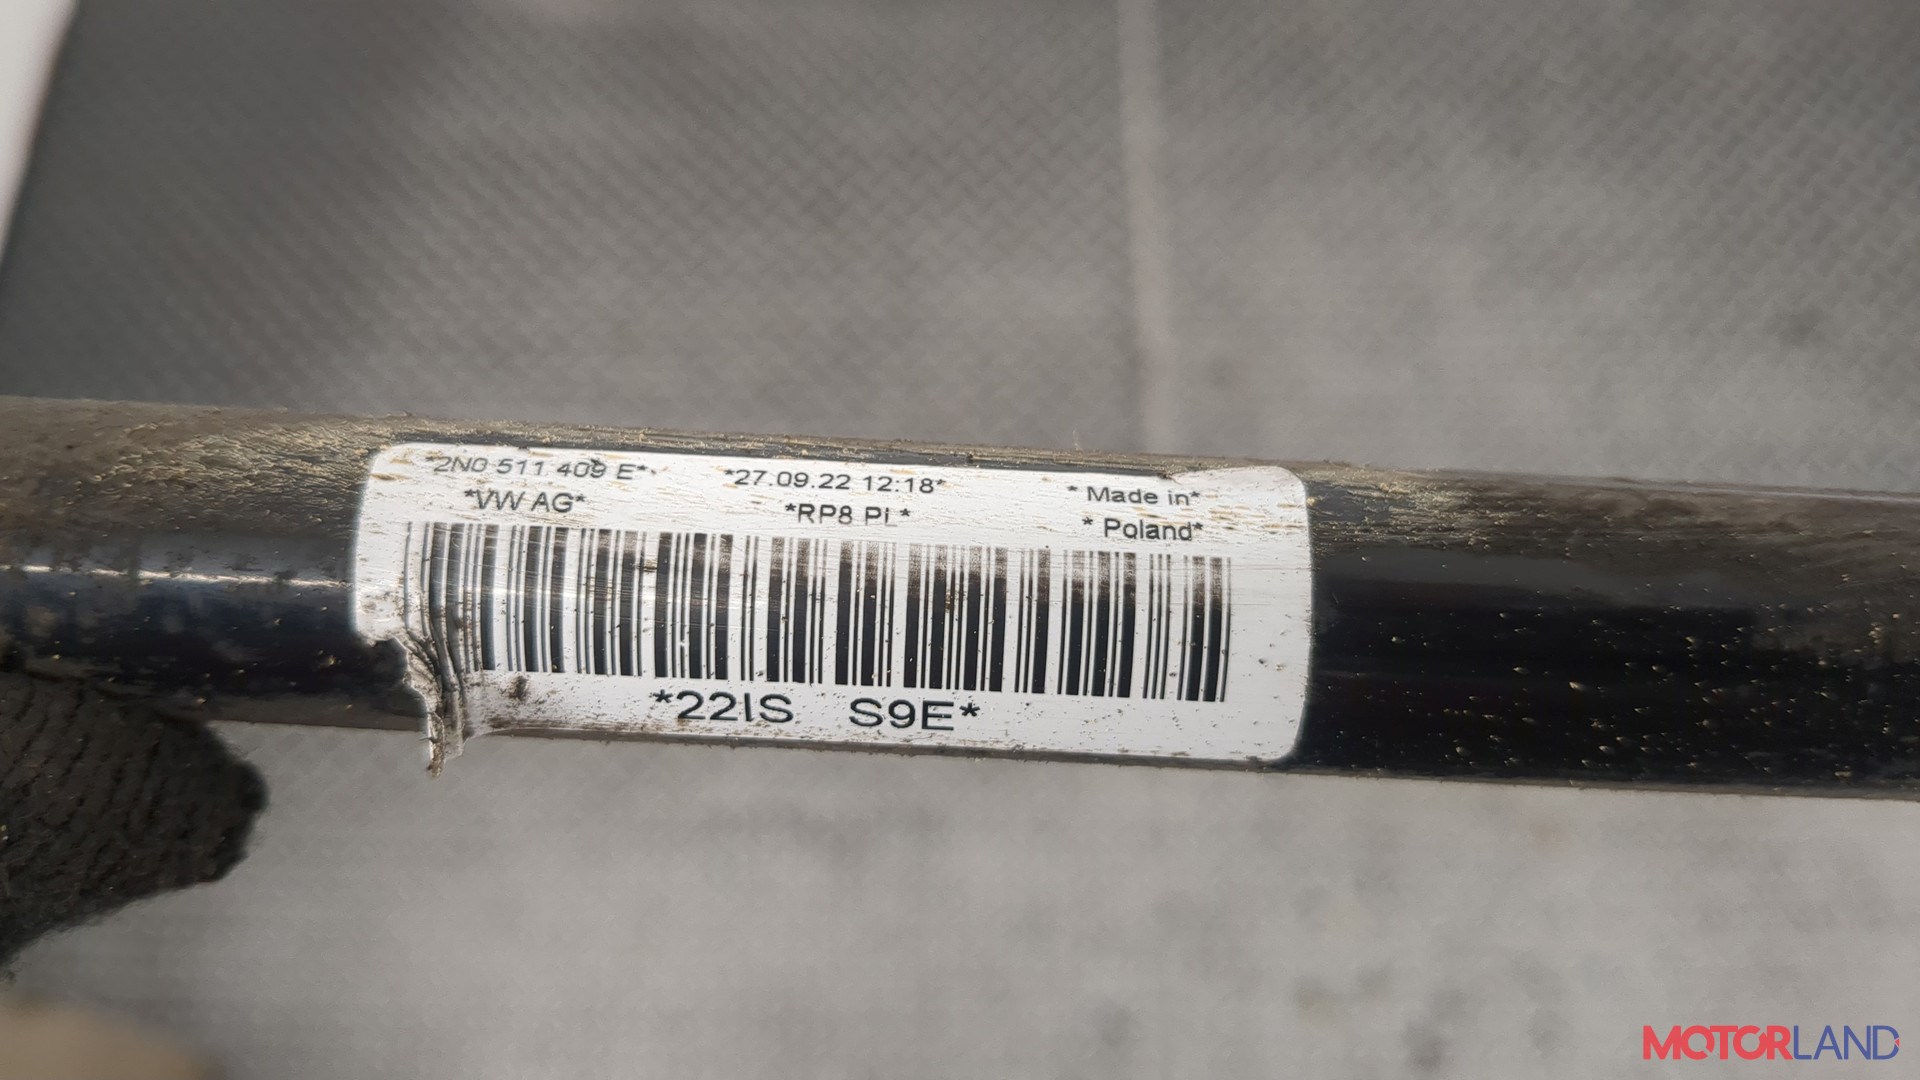 *2N0 511 409 E* *27.09.22 12:18* * Made in*
*VW AG* *RP8 PL* * Poland*
*22IS S9E*
MOTORLAND